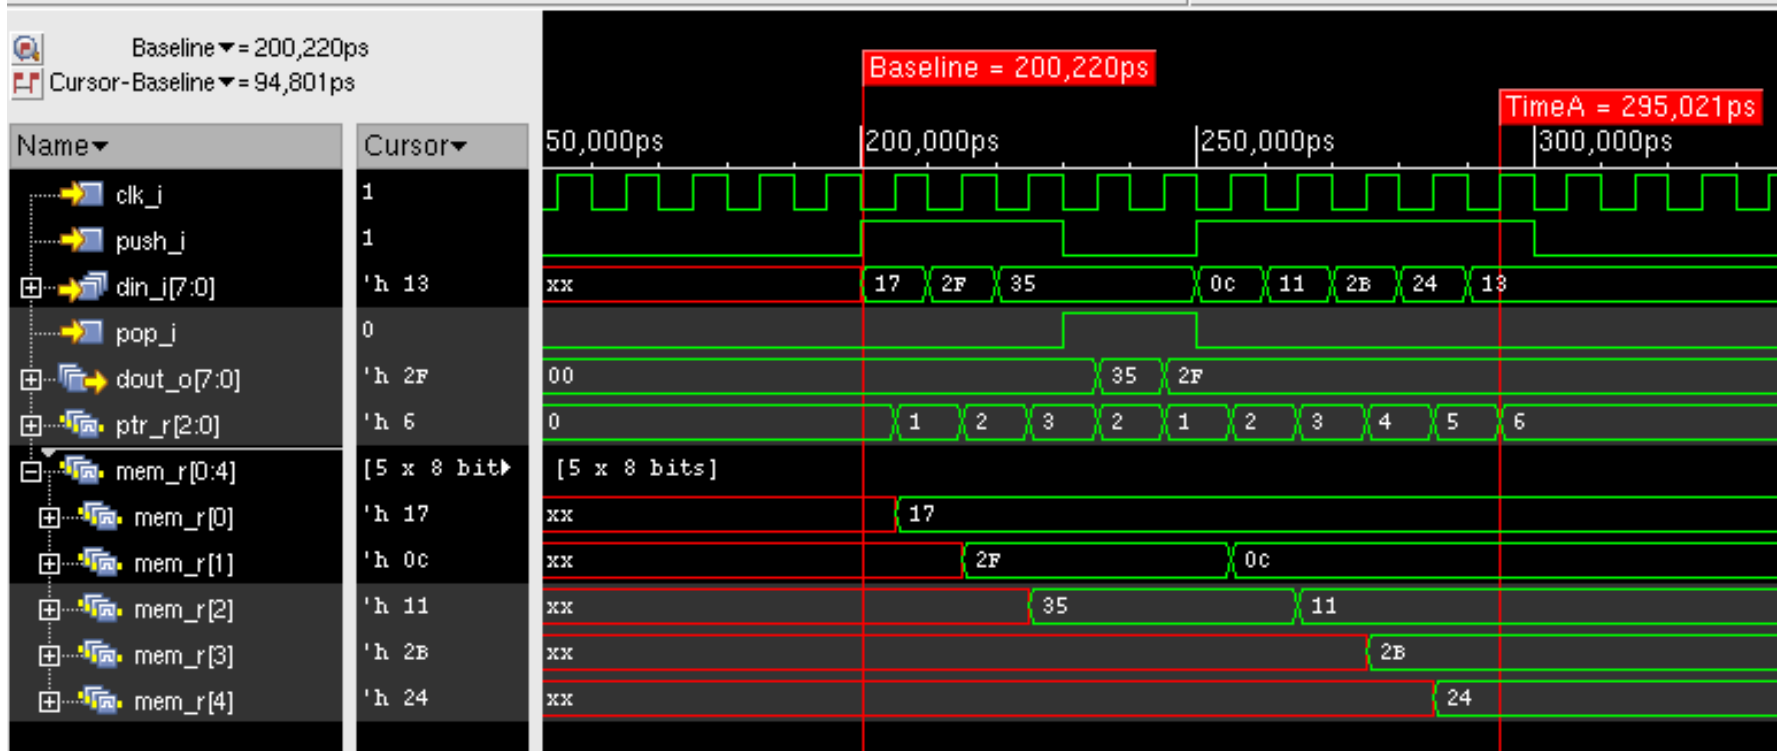 Baseline▾= 200,220ps
Cursor-Baseline▾= 94,801ps
Baseline = 200,220ps
TimeA = 295,021ps
Name▾ Cursor▾ 50,000ps 200,000ps 250,000ps 300,000ps
clk_i 1
push_i 1
din_i[7:0] 'h 13 xx 17 2F 35 0C 11 2B 24 13
pop_i 0
dout_o[7:0] 'h 2F 00 35 2F
ptr_r[2:0] 'h 6 0 1 2 3 2 1 2 3 4 5 6
mem_r[0:4] [5 x 8 bit [5 x 8 bits]
mem_r[0] 'h 17 xx 17
mem_r[1] 'h 0C xx 2F 0C
mem_r[2] 'h 11 xx 35 11
mem_r[3] 'h 2B xx 2B
mem_r[4] 'h 24 xx 24